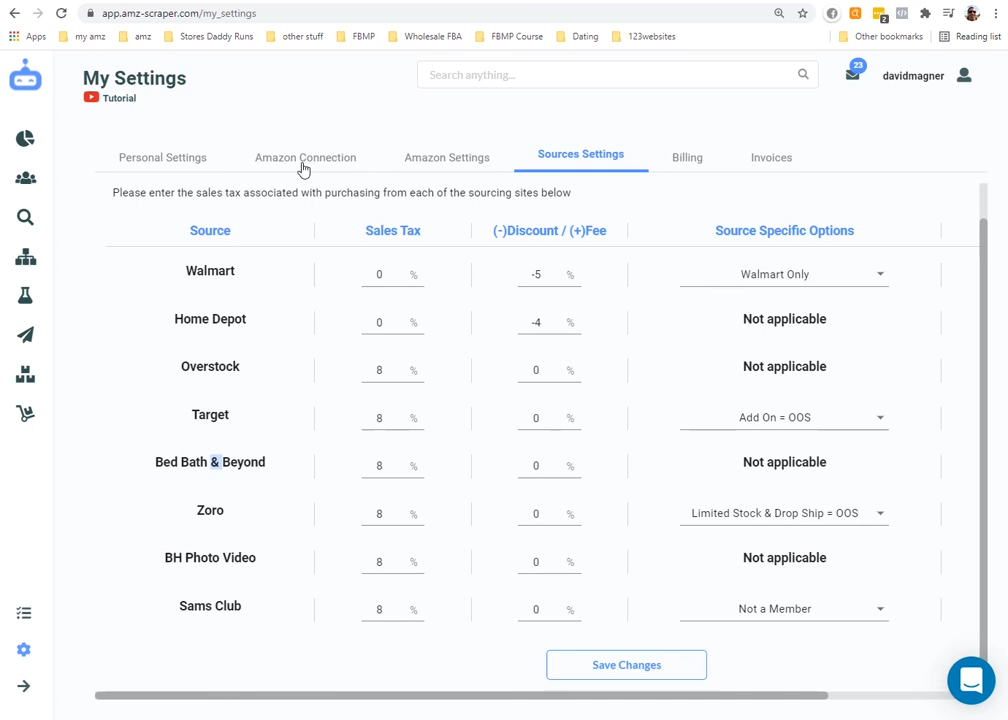 app.amz-scraper.com/my_settings
2
Apps my amz amz Stores Daddy Runs other stuff FBMP Wholesale FBA FBMP Course Dating 123websites Other bookmarks Reading list
My Settings
Tutorial
Search anything...
23
davidmagner
Personal Settings Amazon Connection Amazon Settings Sources Settings Billing Invoices
Please enter the sales tax associated with purchasing from each of the sourcing sites below
Source Sales Tax (-)Discount / (+)Fee Source Specific Options
Walmart 0 % -5 % Walmart Only
Home Depot 0 % -4 % Not applicable
Overstock 8 % 0 % Not applicable
Target 8 % 0 % Add On = OOS
Bed Bath & Beyond 8 % 0 % Not applicable
Zoro 8 % 0 % Limited Stock & Drop Ship = OOS
BH Photo Video 8 % 0 % Not applicable
Sams Club 8 % 0 % Not a Member
Save Changes